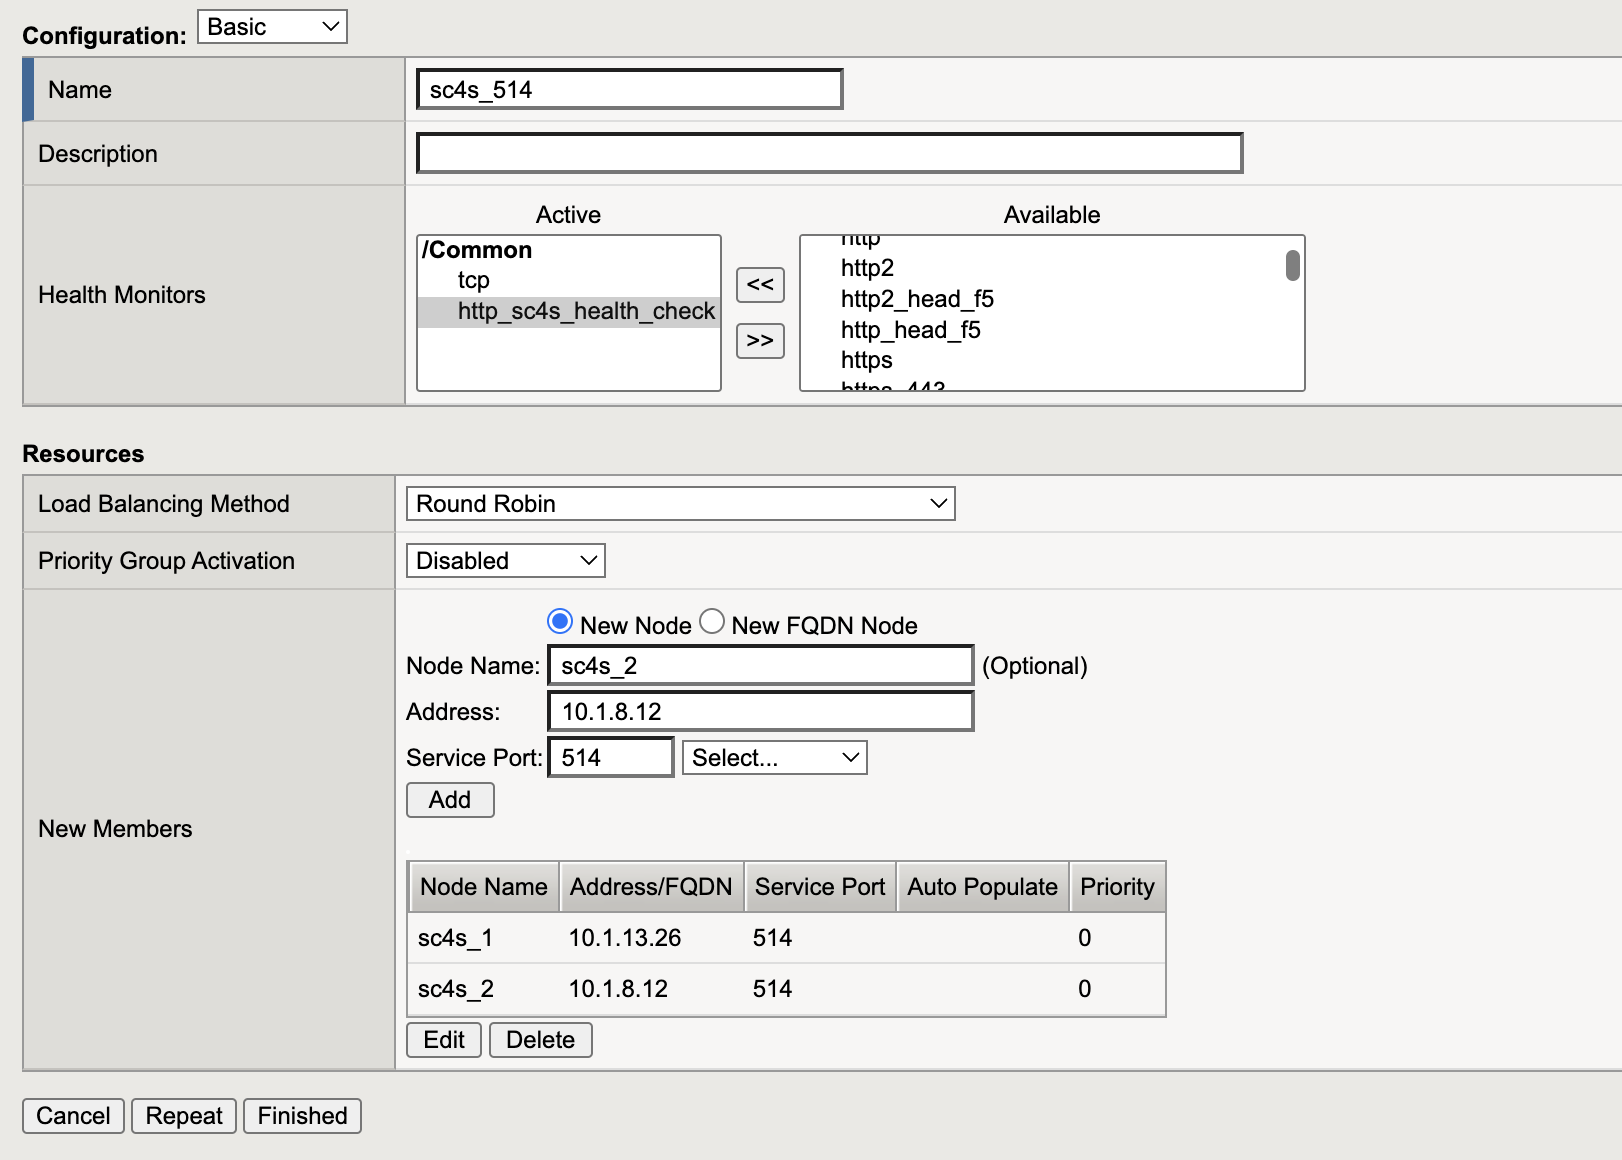 Configuration: Basic
Name sc4s_514
Description
Health Monitors
Active
/Common
tcp
http_sc4s_health_check
<<
>>
Available
http
http2
http2_head_f5
http_head_f5
https
https_443
Resources
Load Balancing Method Round Robin
Priority Group Activation Disabled
New Members
New Node New FQDN Node
Node Name: sc4s_2 (Optional)
Address: 10.1.8.12
Service Port: 514 Select...
Add
Node Name Address/FQDN Service Port Auto Populate Priority
sc4s_1 10.1.13.26 514 0
sc4s_2 10.1.8.12 514 0
Edit Delete
Cancel Repeat Finished